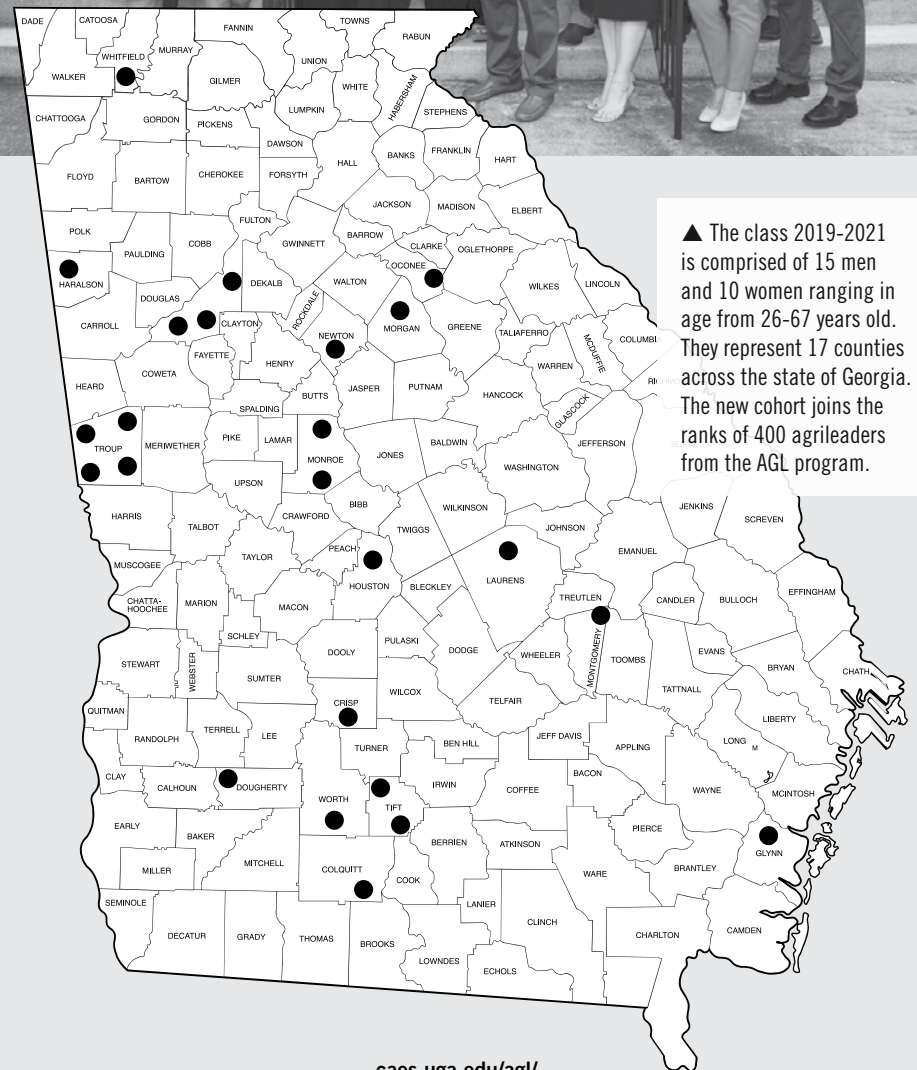 DADE CATOOSA FANNIN TOWNS RABUN
WHITFIELD MURRAY UNION
WALKER GILMER WHITE HABERSHAM
LUMPKIN STEPHENS
CHATTOOGA GORDON PICKENS
DAWSON
FLOYD BARTOW CHEROKEE FORSYTH HALL BANKS FRANKLIN HART
JACKSON MADISON ELBERT
POLK FULTON
PAULDING COBB GWINNETT BARROW CLARKE OGLETHORPE
OCONEE
HARALSON DEKALB WALTON WILKES LINCOLN
DOUGLAS ROCKDALE
CARROLL CLAYTON NEWTON MORGAN GREENE TALIAFERRO MCDUFFIE COLUMBI
FAYETTE HENRY WARREN
HEARD COWETA JASPER PUTNAM HANCOCK
BUTTS GLASCOCK
SPALDING
TROUP MERIWETHER PIKE LAMAR MONROE JONES BALDWIN JEFFERSON
WASHINGTON
UPSON
HARRIS TALBOT CRAWFORD BIBB TWIGGS WILKINSON JENKINS SCREVEN
JOHNSON
MUSCOGEE TAYLOR PEACH EMANUEL
HOUSTON BLECKLEY LAURENS
CHATTA-
HOOCHEE
MARION MACON TREUTLEN CANDLER BULLOCH EFFINGHAM
SCHLEY
STEWART WEBSTER SUMTER DOOLY PULASKI DODGE WHEELER MONTGOMERY TOOMBS EVANS BRYAN CHATH
QUITMAN CRISP WILCOX TELFAIR TATTNALL
RANDOLPH TERRELL LEE LIBERTY
TURNER BEN HILL JEFF DAVIS APPLING LONG M
CLAY CALHOUN DOUGHERTY WORTH TIFT IRWIN COFFEE BACON WAYNE MCINTOSH
EARLY BAKER PIERCE
BERRIEN ATKINSON
MILLER MITCHELL COLQUITT COOK WARE BRANTLEY GLYNN
SEMINOLE LANIER
DECATUR GRADY THOMAS BROOKS CLINCH CHARLTON CAMDEN
LOWNDES ECHOLS
▲ The class 2019-2021
is comprised of 15 men
and 10 women ranging in
age from 26-67 years old.
They represent 17 counties
across the state of Georgia.
The new cohort joins the
ranks of 400 agrileaders
from the AGL program.
caes.uga.edu/agl/